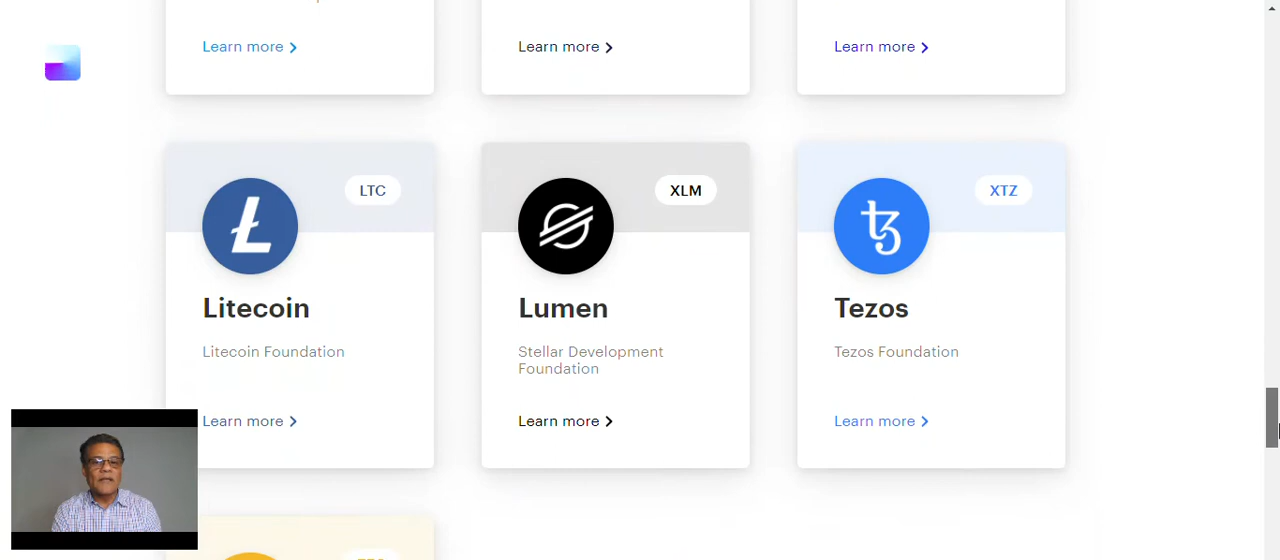 Learn more
Learn more
Learn more
LTC
XLM
XTZ
Litecoin
Lumen
Tezos
Litecoin Foundation
Stellar Development
Foundation
Tezos Foundation
Learn more
Learn more
Learn more